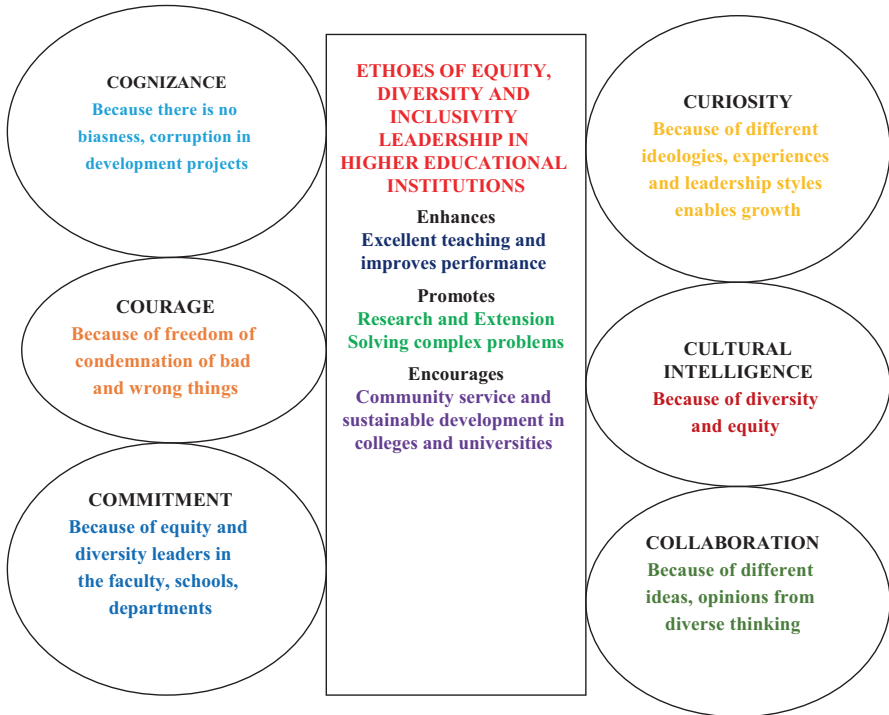 COGNIZANCE
Because there is no
biasness, corruption in
development projects
COURAGE
Because of freedom of
condemnation of bad
and wrong things
COMMITMENT
Because of equity and
diversity leaders in
the faculty, schools,
departments
ETHOES OF EQUITY,
DIVERSITY AND
INCLUSIVITY
LEADERSHIP IN
HIGHER EDUCATIONAL
INSTITUTIONS
Enhances
Excellent teaching and
improves performance
Promotes
Research and Extension
Solving complex problems
Encourages
Community service and
sustainable development in
colleges and universities
CURIOSITY
Because of different
ideologies, experiences
and leadership styles
enables growth
CULTURAL
INTELLIGENCE
Because of diversity
and equity
COLLABORATION
Because of different
ideas, opinions from
diverse thinking